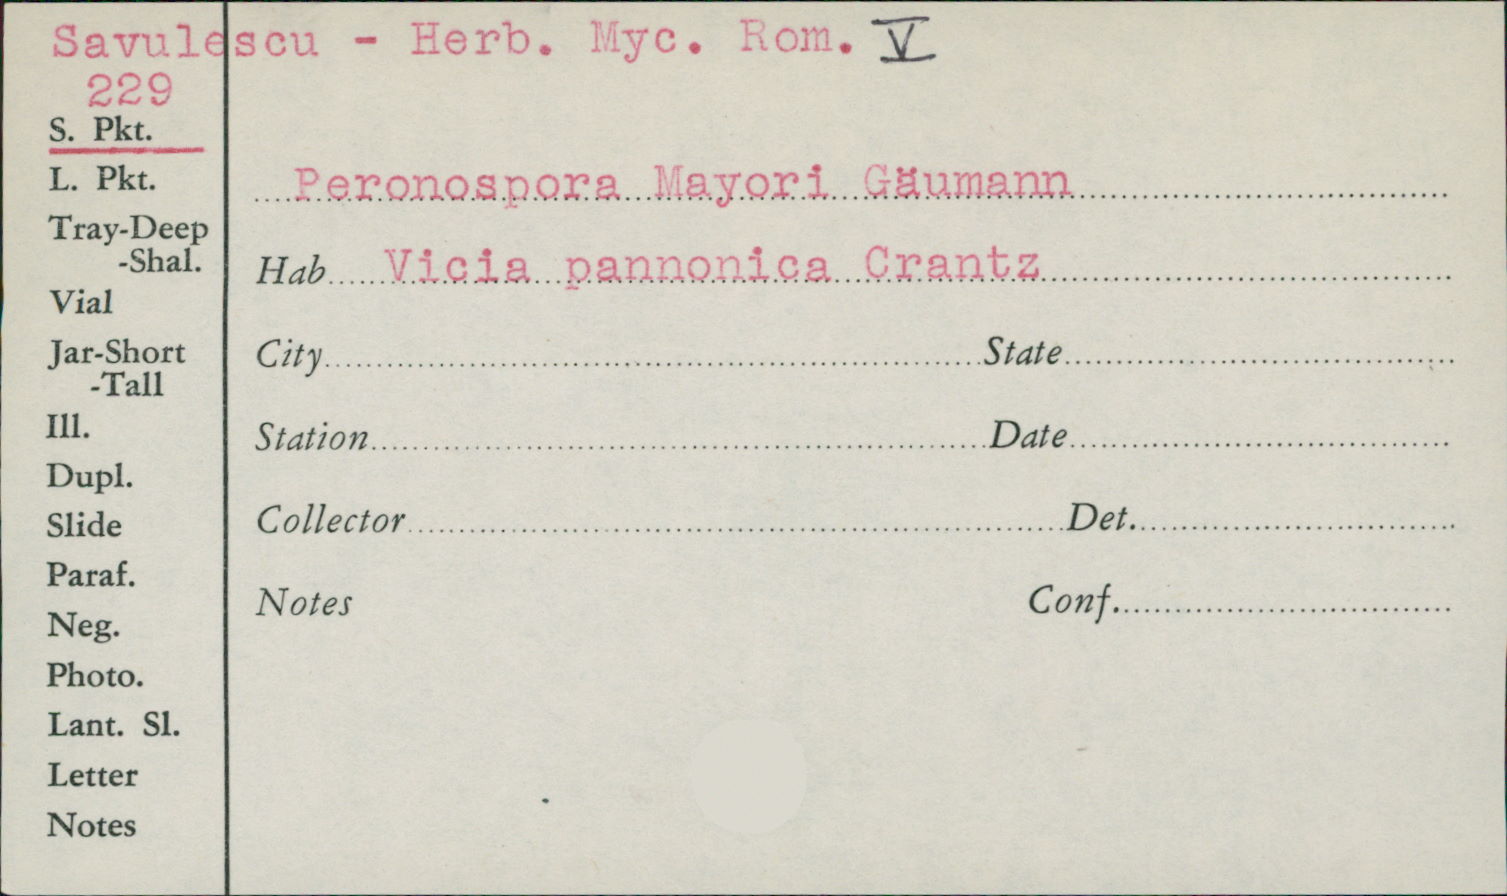 Savulescu - Herb. Myc. Rom. V
229
S. Pkt.
L. Pkt.
Tray-Deep
-Shal.
Vial
Jar-Short
-Tall
Ill.
Dupl.
Slide
Paraf.
Neg.
Photo.
Lant. Sl.
Letter
Notes
Peronospora Mayori Gäumann
Hab Vicia pannonica Crantz
City State
Station Date
Collector Det.
Notes Conf.